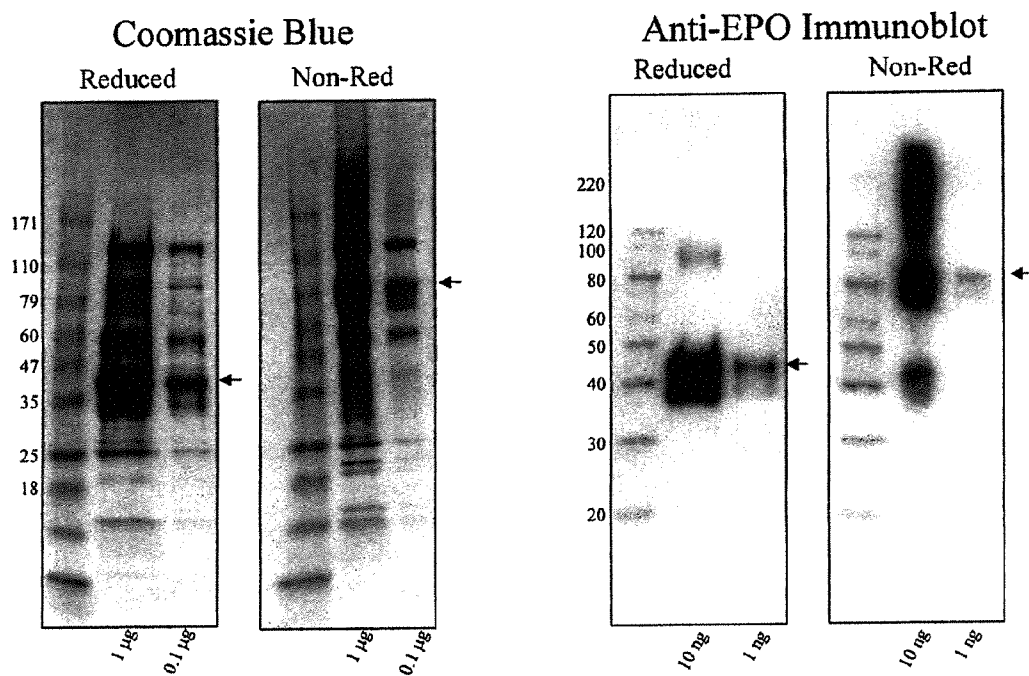 Coomassie Blue
Reduced
Non-Red
171
110
79
60
47
35
25
18
1 µg
0.1 µg
1 µg
0.1 µg
Anti-EPO Immunoblot
Reduced
Non-Red
220
120
100
80
60
50
40
30
20
10 ng
1 ng
10 ng
1 ng